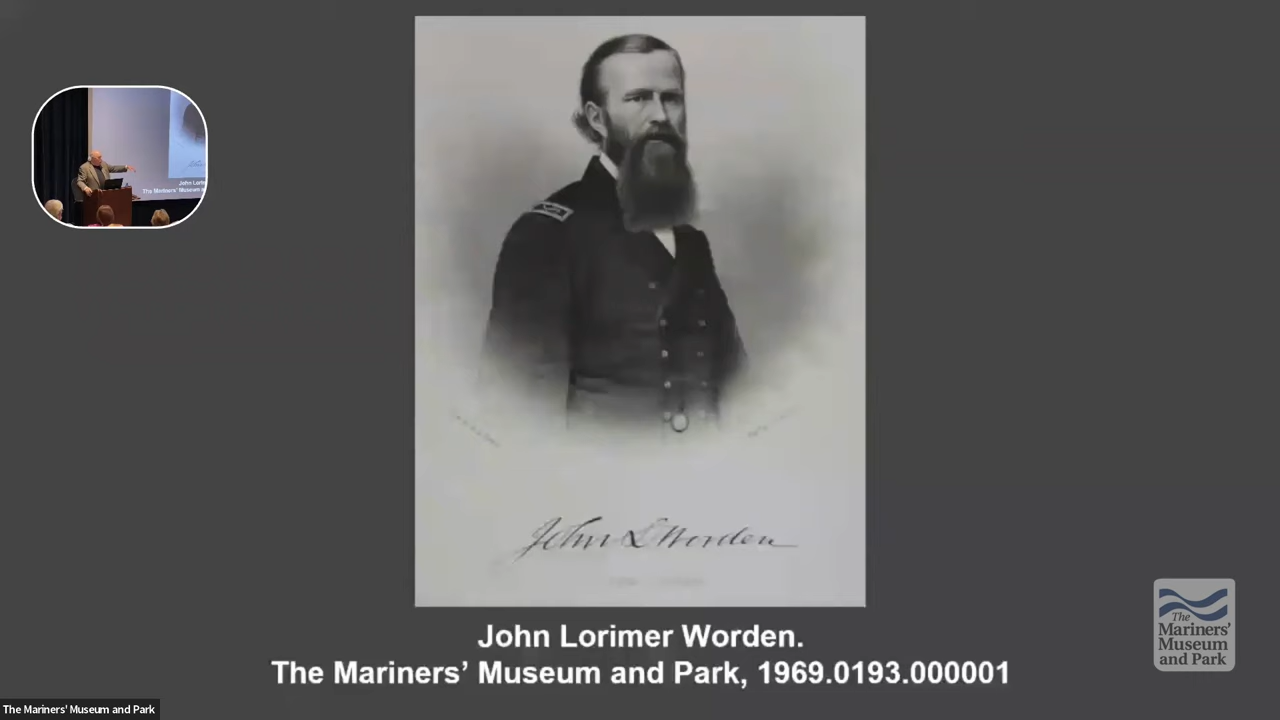 John L Worden
John Lorimer Worden.
The Mariners’ Museum and Park, 1969.0193.000001
The
Mariners’
Museum
and Park
The Mariners' Museum and Park